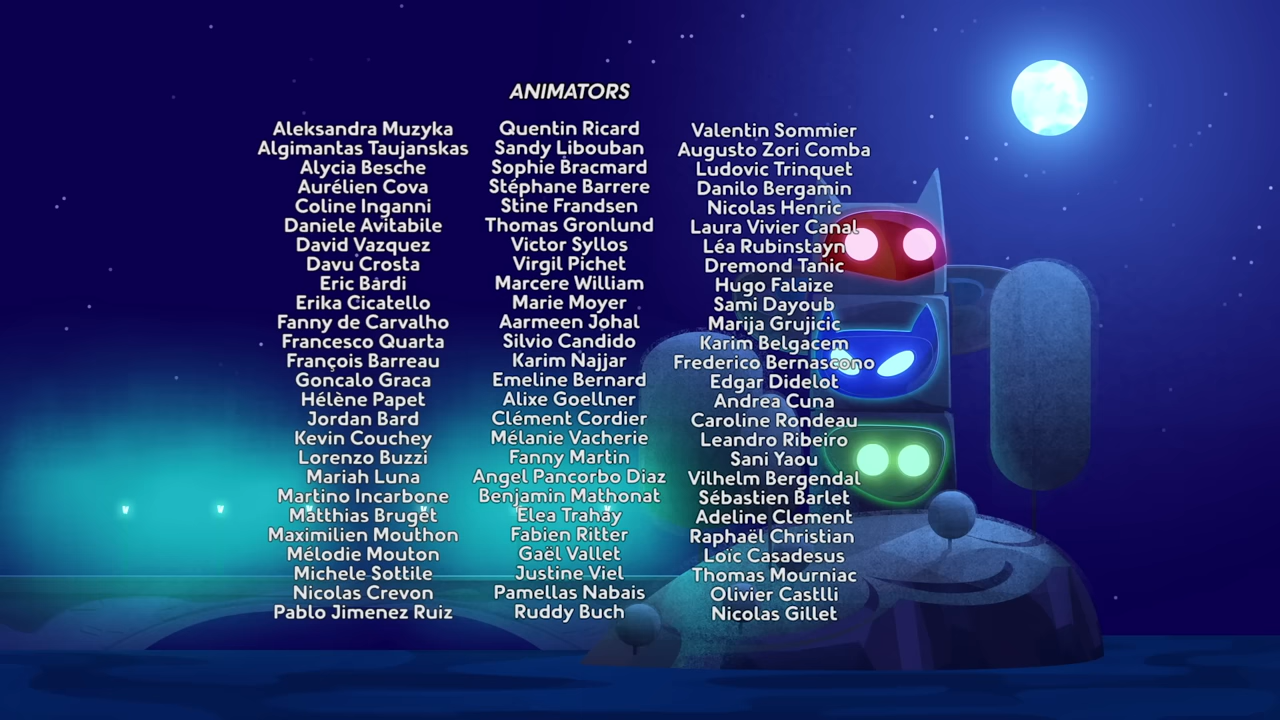 ANIMATORS
Aleksandra Muzyka
Algimantas Taujanskas
Alycia Besche
Aurélien Cova
Coline Inganni
Daniele Avitabile
David Vazquez
Davu Crosta
Eric Bardi
Erika Cicatello
Fanny de Carvalho
Francesco Quarta
François Barreau
Goncalo Graca
Hélène Papet
Jordan Bard
Kevin Couchey
Lorenzo Buzzi
Mariah Luna
Martino Incarbone
Matthias Bruget
Maximilien Mouthon
Mélodie Mouton
Michele Sottile
Nicolas Crevon
Pablo Jimenez Ruiz
Quentin Ricard
Sandy Libouban
Sophie Bracmard
Stéphane Barrere
Stine Frandsen
Thomas Gronlund
Victor Syllos
Virgil Pichet
Marcere William
Marie Moyer
Aarmeen Johal
Silvio Candido
Karim Najjar
Emeline Bernard
Alixe Goellner
Clément Cordier
Mélanie Vacherie
Fanny Martin
Angel Pancorbo Diaz
Benjamin Mathonat
Elea Trahay
Fabien Ritter
Gaël Vallet
Justine Viel
Pamellas Nabais
Ruddy Buch
Valentin Sommier
Augusto Zori Comba
Ludovic Trinquet
Danilo Bergamin
Nicolas Henric
Laura Vivier Canal
Léa Rubinstayn
Dremond Tanic
Hugo Falaize
Sami Dayoub
Marija Grujicic
Karim Belgacem
Frederico Bernascono
Edgar Didelot
Andrea Cuna
Caroline Rondeau
Leandro Ribeiro
Sani Yaou
Vilhelm Bergendal
Sébastien Barlet
Adeline Clement
Raphaël Christian
Loïc Casadesus
Thomas Mourniac
Olivier Castlli
Nicolas Gillet